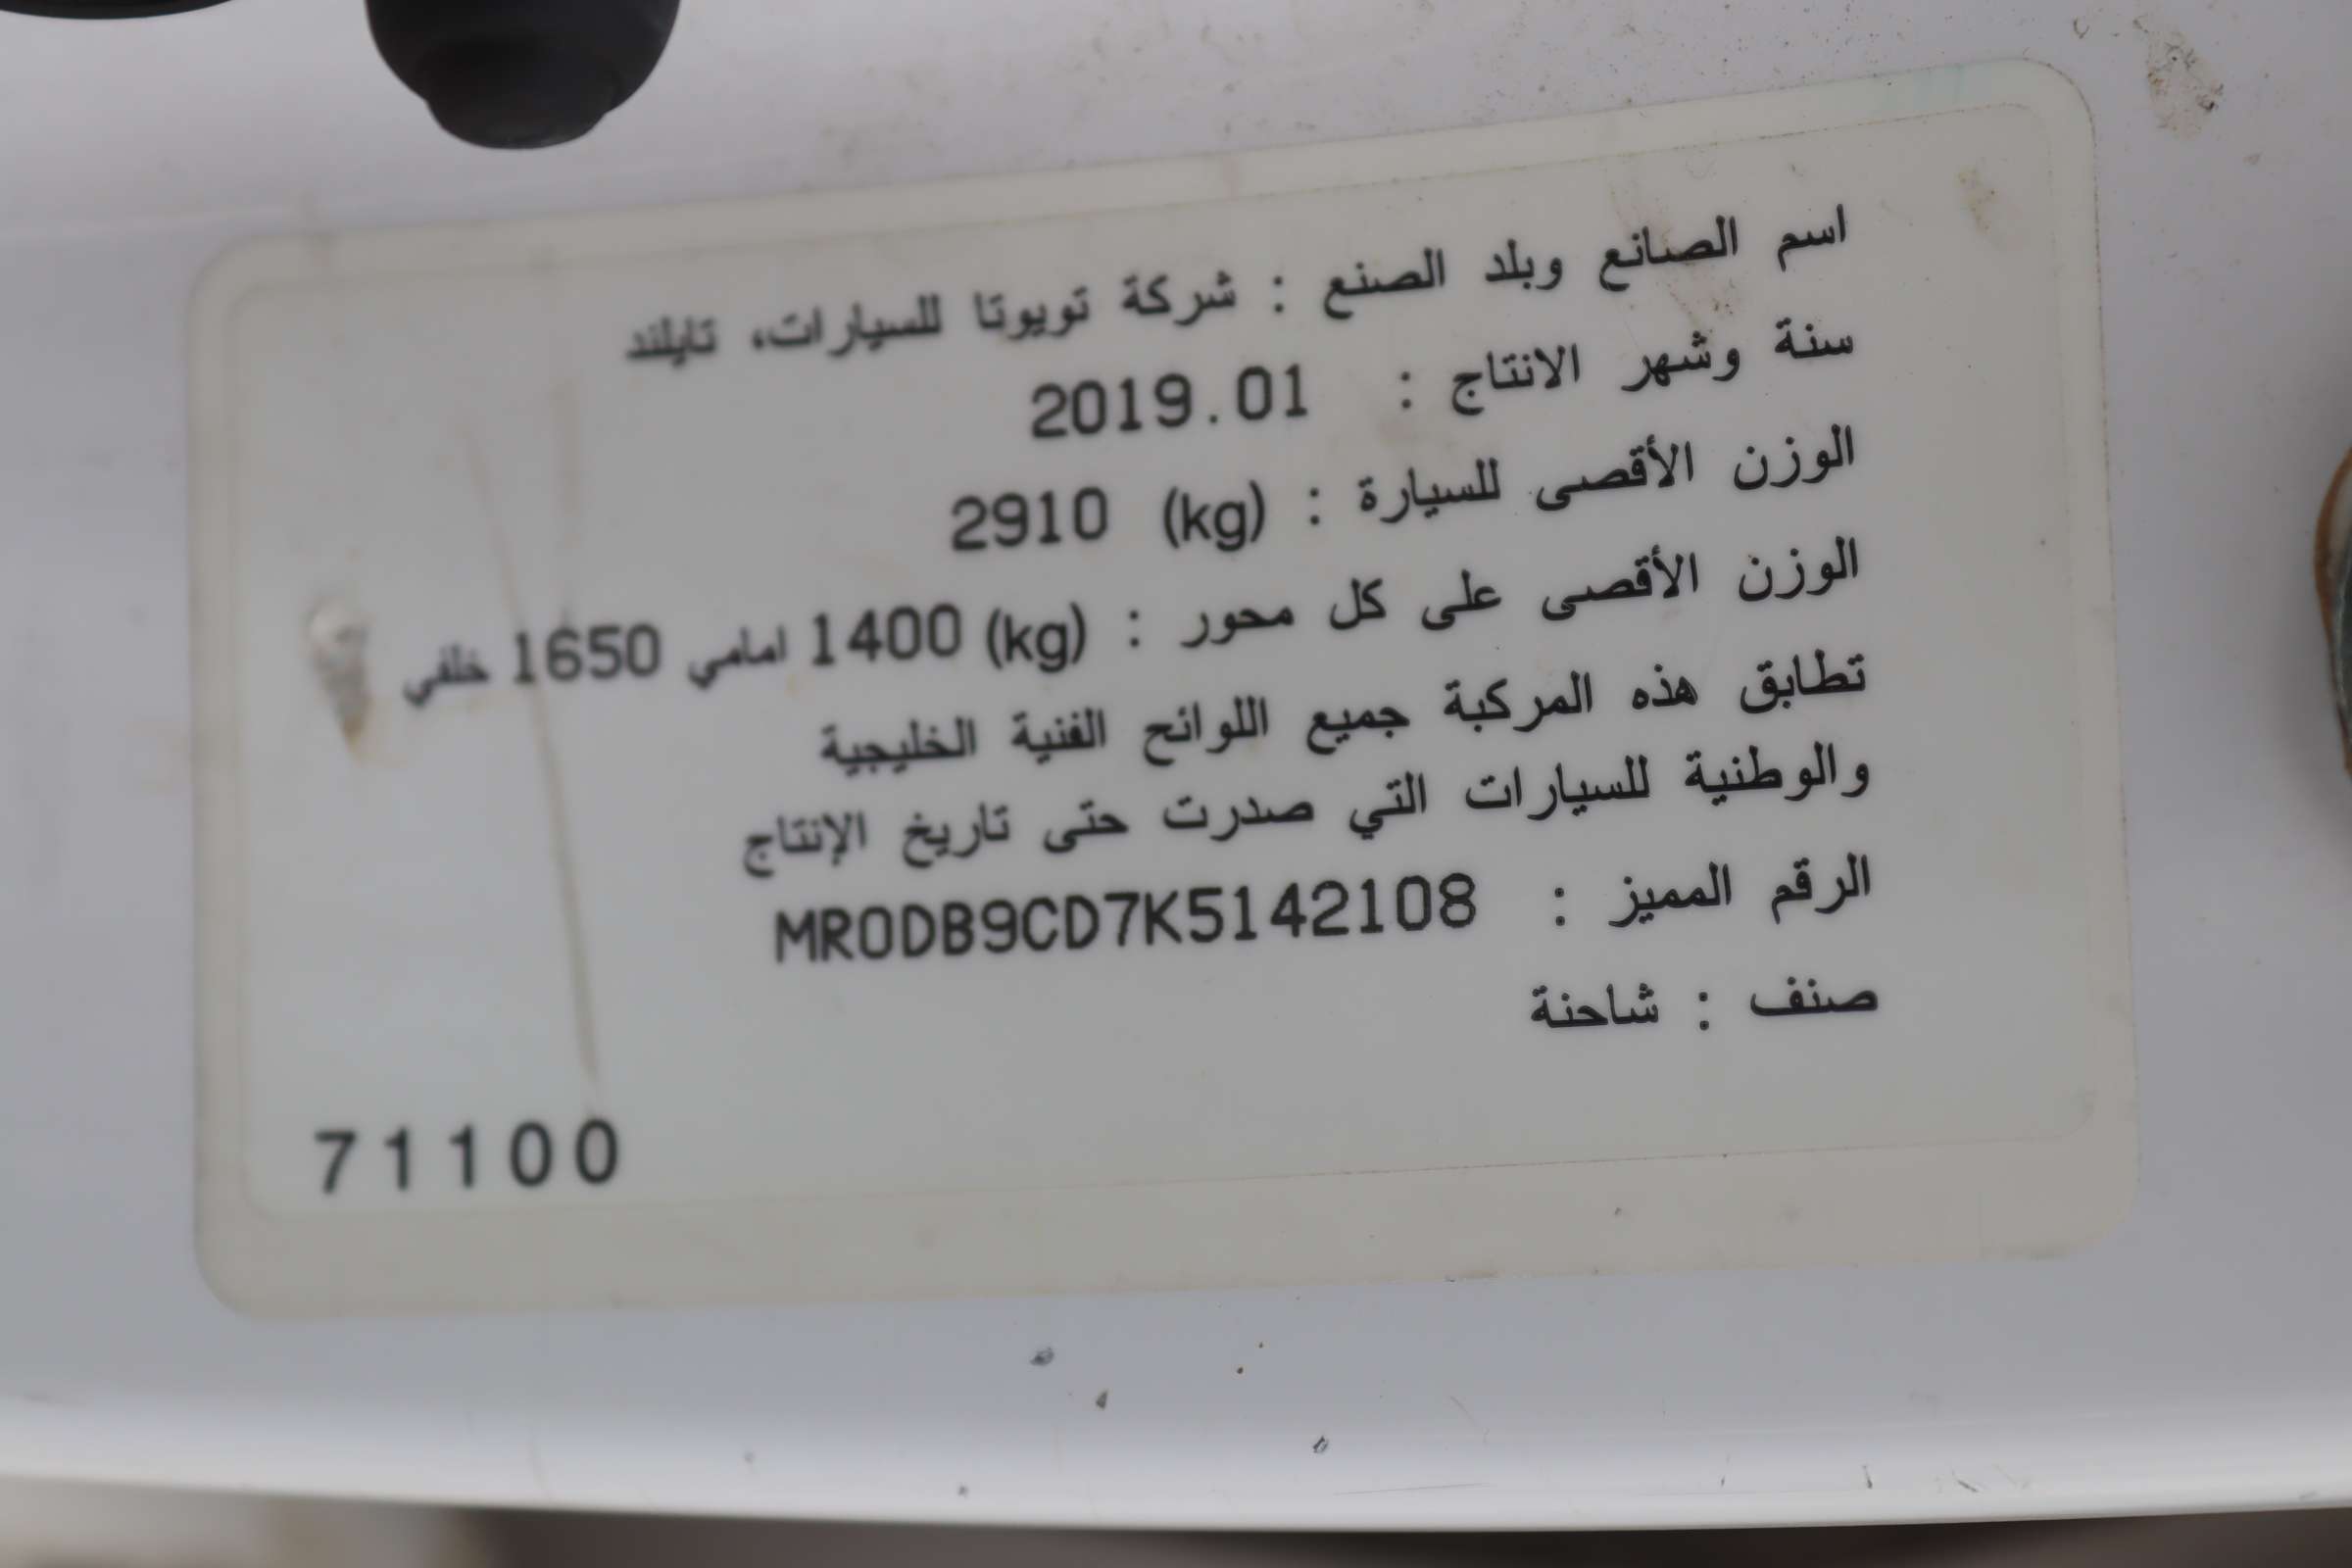 اسم الصانع وبلد الصنع : شركة تويوتا للسيارات، تايلند
سنة وشهر الانتاج : 2019.01
الوزن الأقصى للسيارة : (kg) 2910
الوزن الأقصى على كل محور : (kg) 1400 امامي 1650 خلفي
تطابق هذه المركبة جميع اللوائح الفنية الخليجية
والوطنية للسيارات التي صدرت حتى تاريخ الإنتاج
الرقم المميز : MR0DB9CD7K5142108
صنف : شاحنة
71100